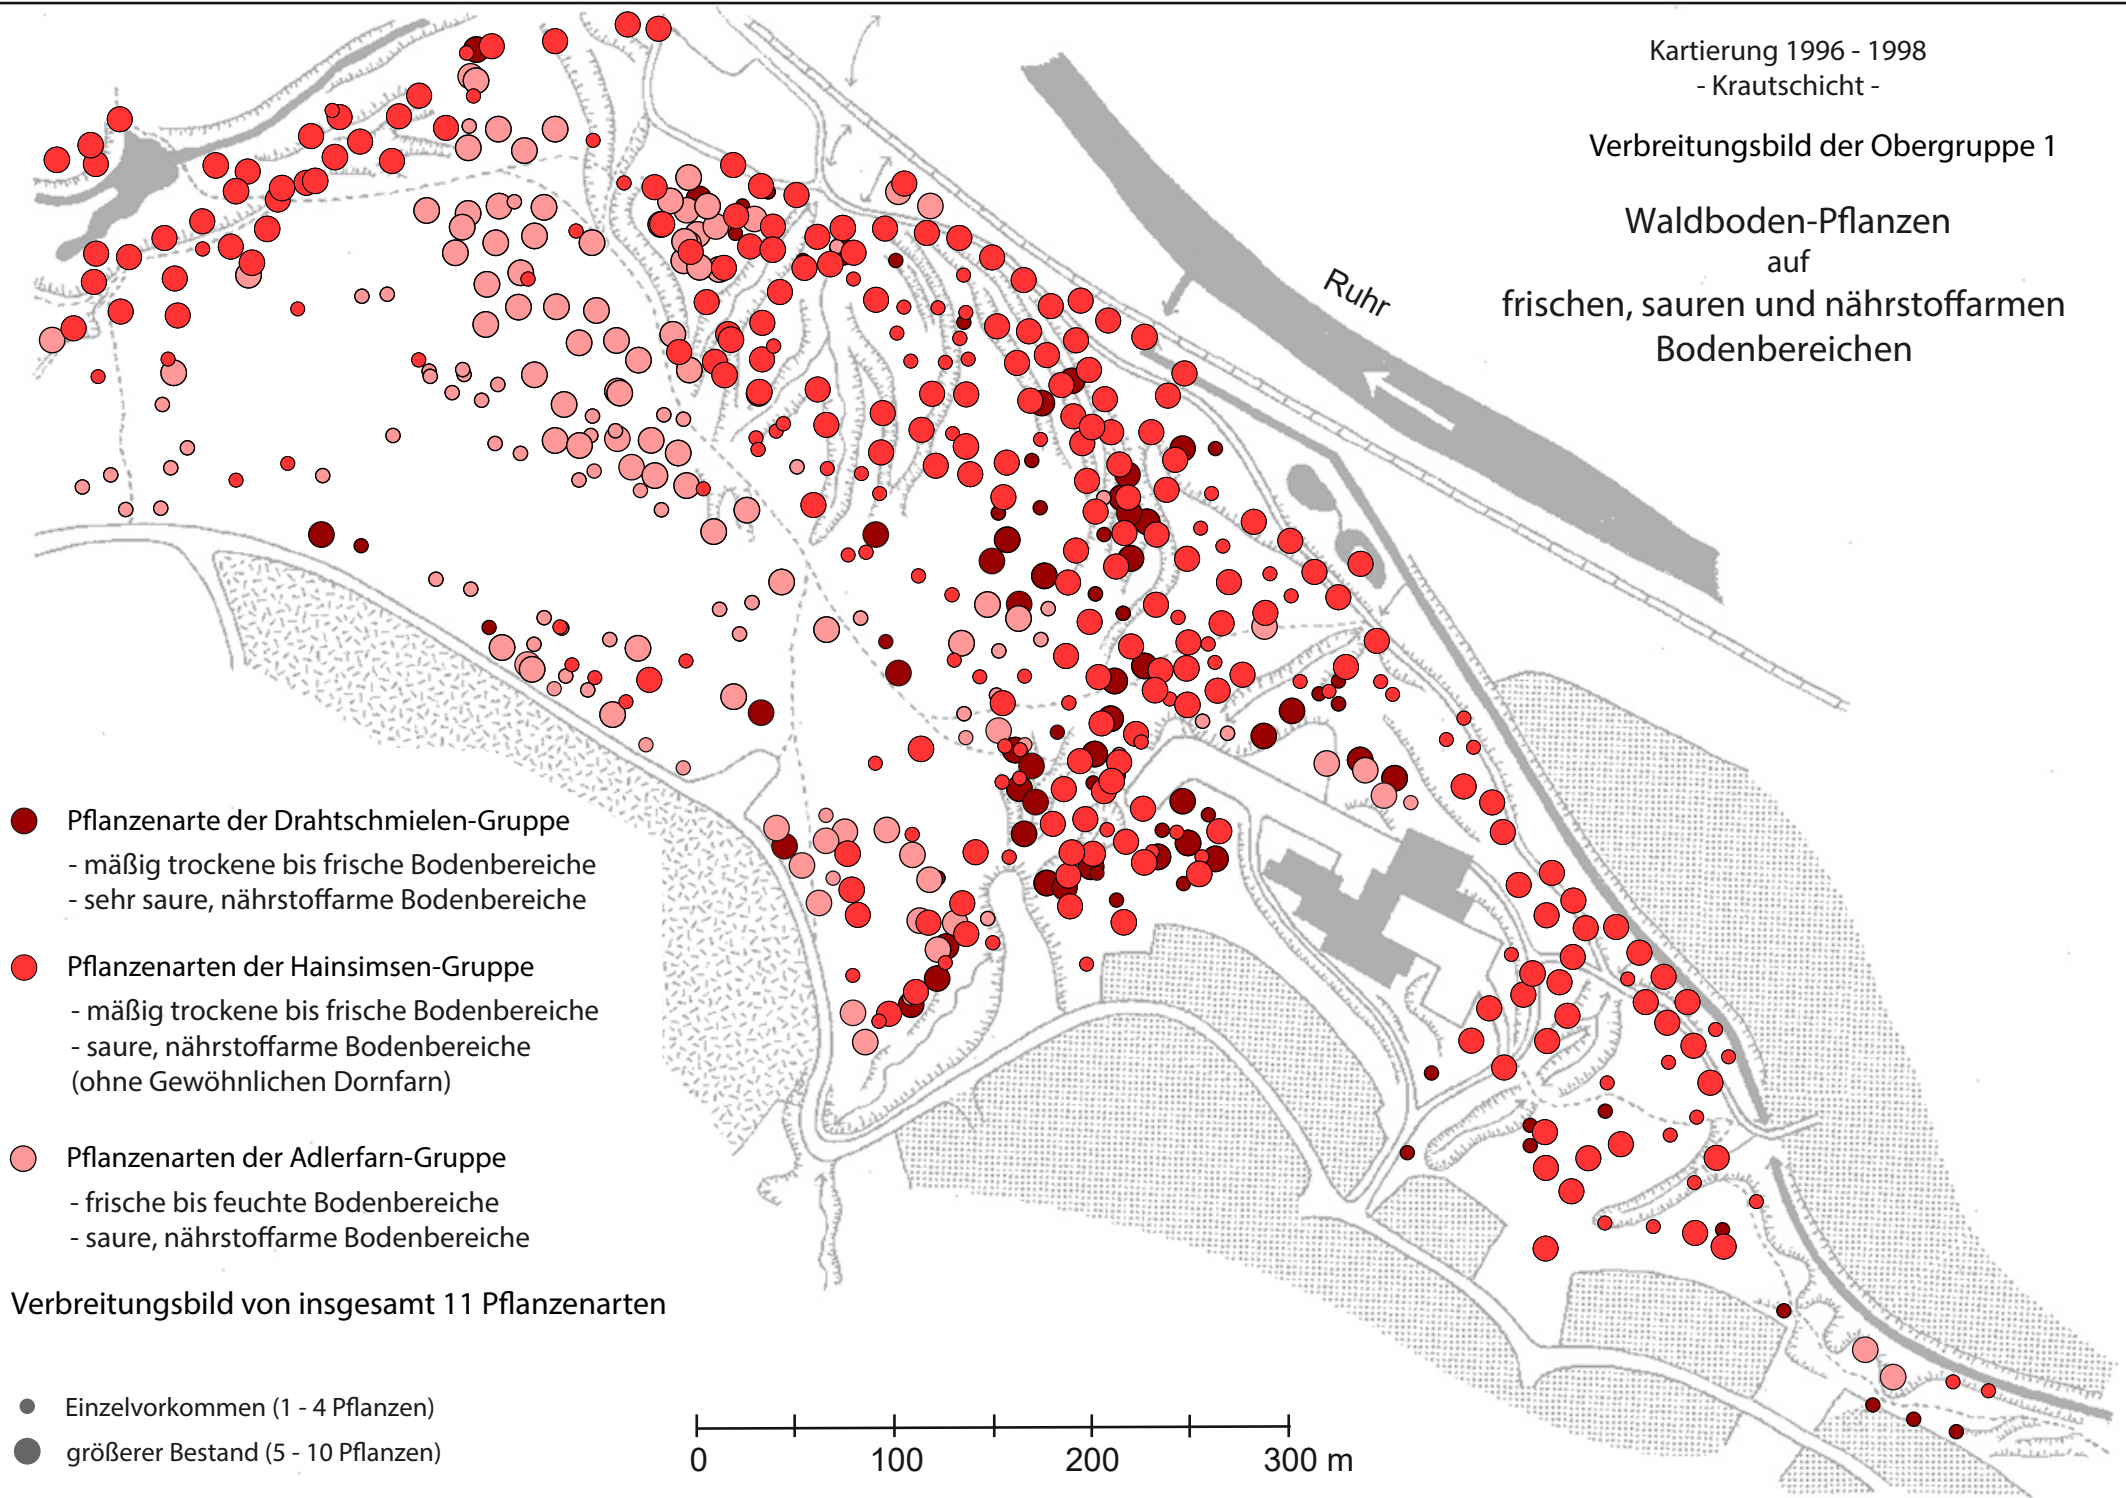 Kartierung 1996 - 1998
- Krautschicht -
Verbreitungsbild der Obergruppe 1
Waldboden-Pflanzen
auf
frischen, sauren und nährstoffarmen
Bodenbereichen
Ruhr
Pflanzenarte der Drahtschmielen-Gruppe
- mäßig trockene bis frische Bodenbereiche
- sehr saure, nährstoffarme Bodenbereiche
Pflanzenarten der Hainsimsen-Gruppe
- mäßig trockene bis frische Bodenbereiche
- saure, nährstoffarme Bodenbereiche
(ohne Gewöhnlichen Dornfarn)
Pflanzenarten der Adlerfarn-Gruppe
- frische bis feuchte Bodenbereiche
- saure, nährstoffarme Bodenbereiche
Verbreitungsbild von insgesamt 11 Pflanzenarten
Einzelvorkommen (1 - 4 Pflanzen)
größerer Bestand (5 - 10 Pflanzen)
0 100 200 300 m